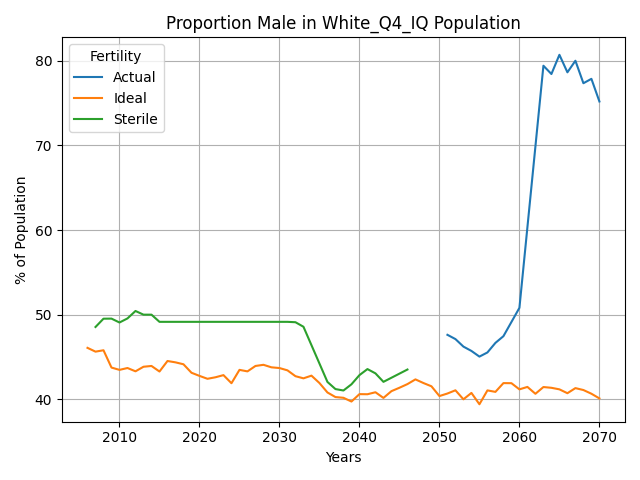 Proportion Male in White_Q4_IQ Population
Fertility
Actual
Ideal
Sterile
% of Population
80
70
60
50
40
2010 2020 2030 2040 2050 2060 2070
Years